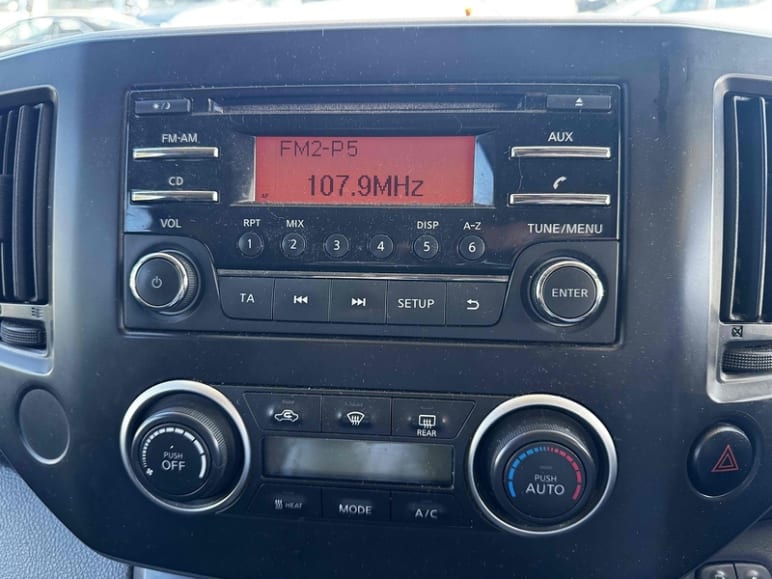 FM-AM
AUX
FM2-P5
107.9MHz
AF
CD
VOL
RPT MIX DISP A-Z
TUNE/MENU
1 2 3 4 5 6
TA
SETUP
ENTER
REAR
PUSH
OFF
PUSH
AUTO
HEAT
MODE
A/C